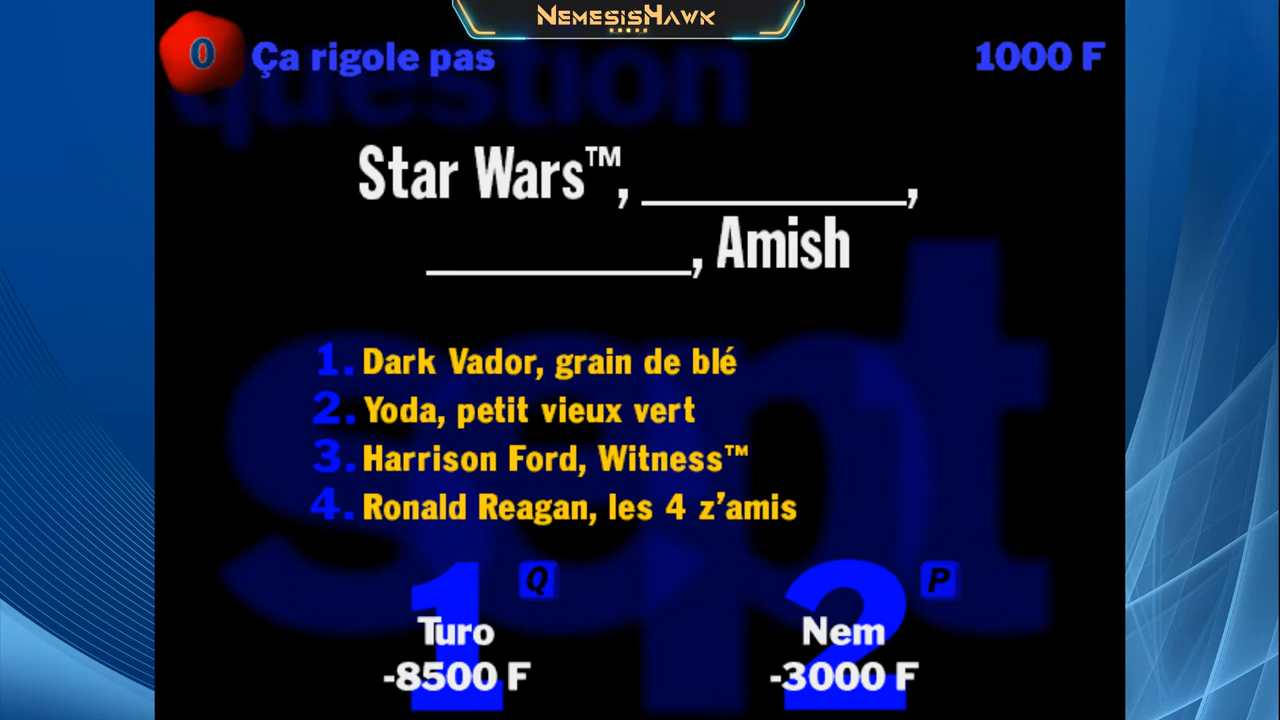 NemesisHawk
0 Ça rigole pas 1000 F
question
Star Wars™, __________,
__________, Amish
sept
1. Dark Vador, grain de blé
2. Yoda, petit vieux vert
3. Harrison Ford, Witness™
4. Ronald Reagan, les 4 z'amis
1 Q 2 P
Turo Nem
-8500 F -3000 F